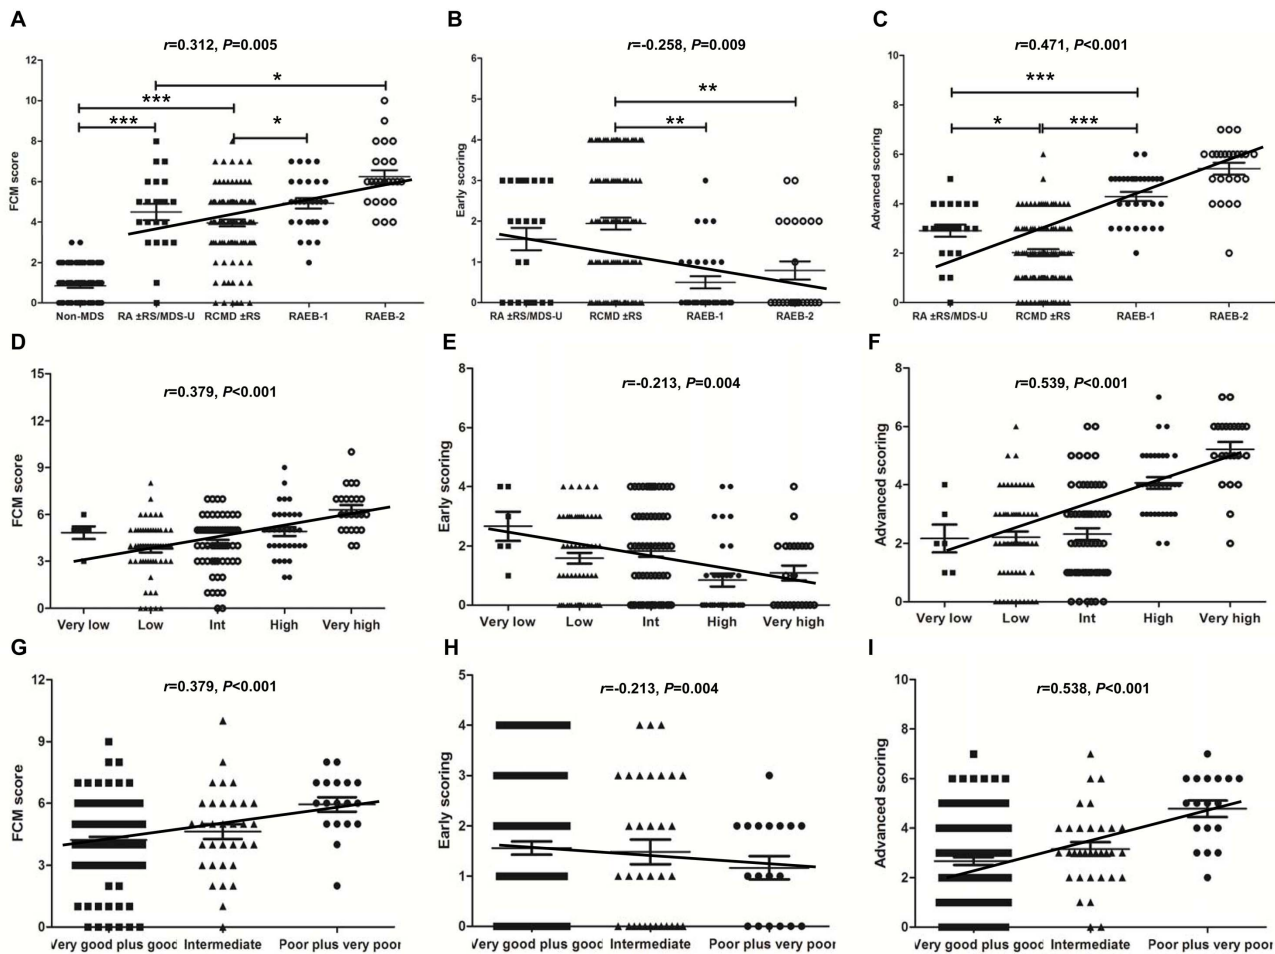 A
r=0.312, P=0.005
FCM score
12
10
8
6
4
2
0
*
***
***
*
Non-MDS RA ±RS/MDS-U RCMD ±RS RAEB-1 RAEB-2
B
r=-0.258, P=0.009
Early scoring
6
5
4
3
2
1
0
**
**
RA ±RS/MDS-U RCMD ±RS RAEB-1 RAEB-2
C
r=0.471, P<0.001
Advanced scoring
10
8
6
4
2
0
***
*
***
RA ±RS/MDS-U RCMD ±RS RAEB-1 RAEB-2
D
r=0.379, P<0.001
FCM score
15
12
9
6
3
0
Very low Low Int High Very high
E
r=-0.213, P=0.004
Early scoring
8
6
4
2
0
Very low Low Int High Very high
F
r=0.539, P<0.001
Advanced scoring
8
6
4
2
0
Very low Low Int High Very high
G
r=0.379, P<0.001
FCM score
12
9
6
3
0
Very good plus good Intermediate Poor plus very poor
H
r=-0.213, P=0.004
Early scoring
5
4
3
2
1
0
Very good plus good Intermediate Poor plus very poor
I
r=0.538, P<0.001
Advanced scoring
10
8
6
4
2
0
Very good plus good Intermediate Poor plus very poor